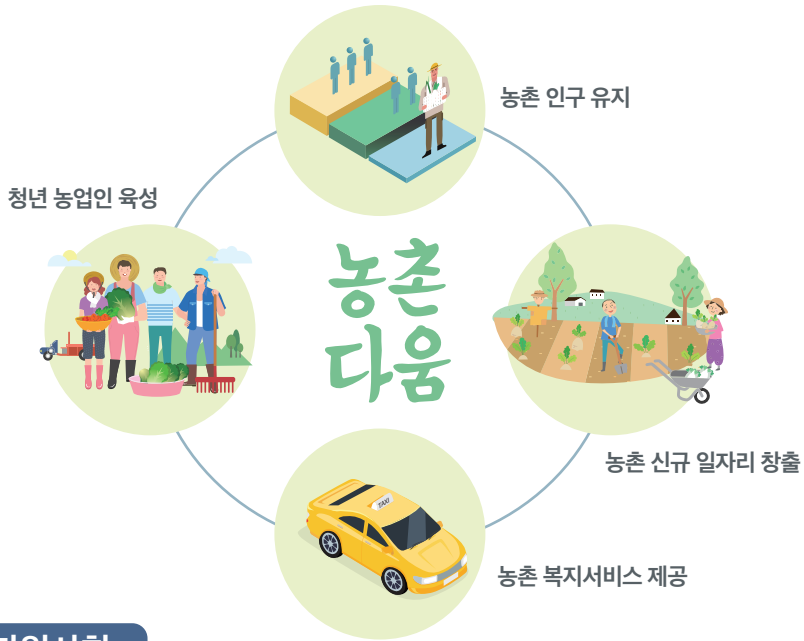 농촌 인구 유지
청년 농업인 육성
농촌
다움
농촌 신규 일자리 창출
TAXI
농촌 복지서비스 제공